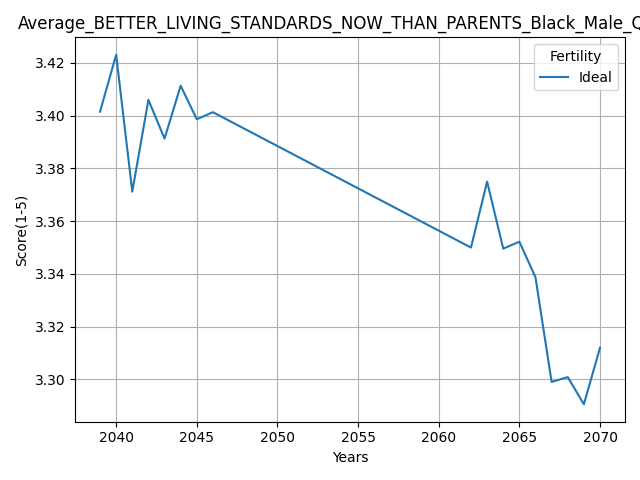 Average_BETTER_LIVING_STANDARDS_NOW_THAN_PARENTS_Black_Male_Q
Fertility
Ideal
3.42
3.40
3.38
3.36
3.34
3.32
3.30
Score(1-5)
2040 2045 2050 2055 2060 2065 2070
Years